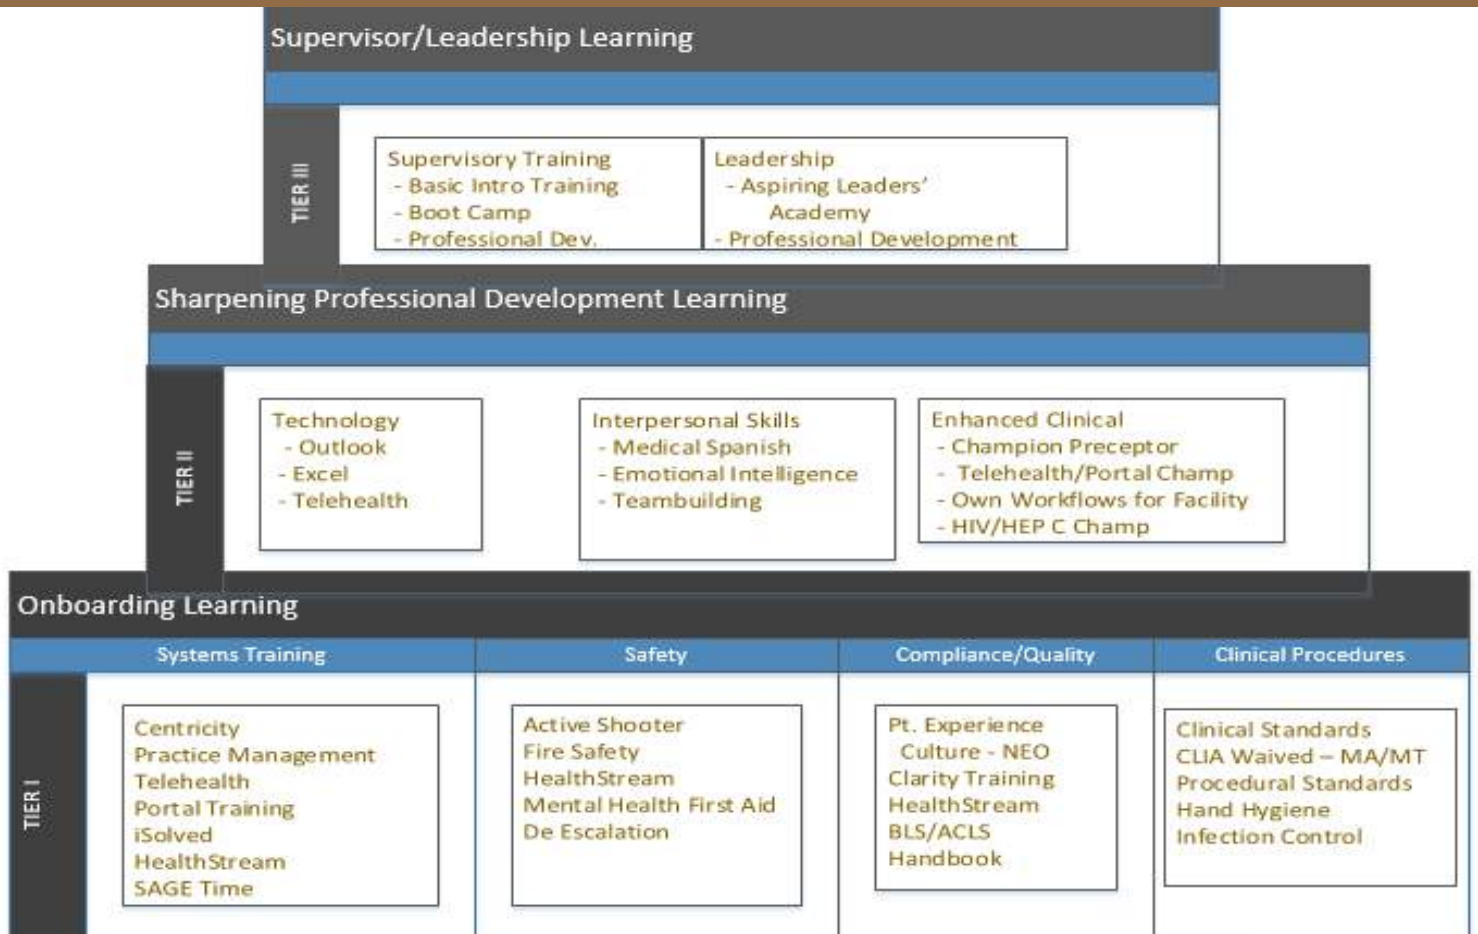 Supervisor/Leadership Learning
TIER III
Supervisory Training
- Basic Intro Training
- Boot Camp
- Professional Dev.
Leadership
- Aspiring Leaders’
Academy
- Professional Development
Sharpening Professional Development Learning
TIER II
Technology
- Outlook
- Excel
- Telehealth
Interpersonal Skills
- Medical Spanish
- Emotional Intelligence
- Teambuilding
Enhanced Clinical
- Champion Preceptor
- Telehealth/Portal Champ
- Own Workflows for Facility
- HIV/HEP C Champ
Onboarding Learning
TIER I
Systems Training
Centricity
Practice Management
Telehealth
Portal Training
iSolved
HealthStream
SAGE Time
Safety
Active Shooter
Fire Safety
HealthStream
Mental Health First Aid
De Escalation
Compliance/Quality
Pt. Experience
Culture - NEO
Clarity Training
HealthStream
BLS/ACLS
Handbook
Clinical Procedures
Clinical Standards
CLIA Waived – MA/MT
Procedural Standards
Hand Hygiene
Infection Control